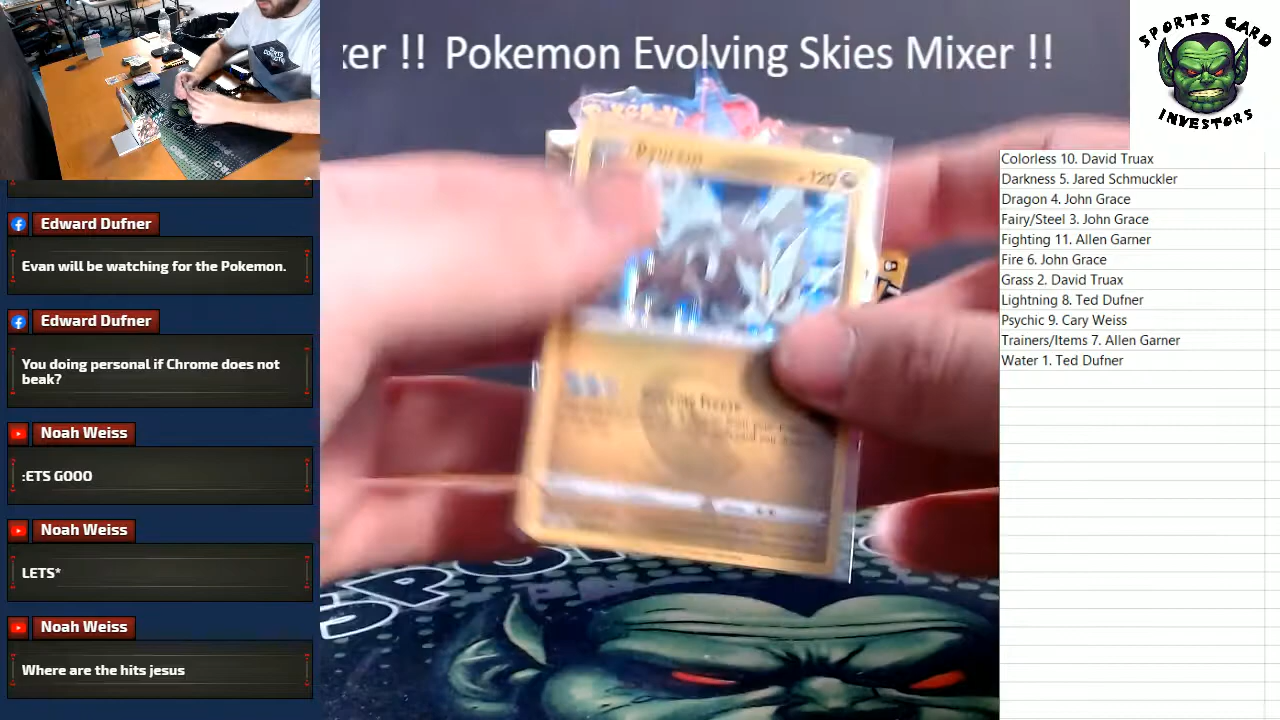 xer !! Pokemon Evolving Skies Mixer !!
SPORTS CARD
INVESTORS
Edward Dufner
Evan will be watching for the Pokemon.
Edward Dufner
You doing personal if Chrome does not
beak?
Noah Weiss
:ETS GOOO
Noah Weiss
LETS*
Noah Weiss
Where are the hits jesus
Colorless 10. David Truax
Darkness 5. Jared Schmuckler
Dragon 4. John Grace
Fairy/Steel 3. John Grace
Fighting 11. Allen Garner
Fire 6. John Grace
Grass 2. David Truax
Lightning 8. Ted Dufner
Psychic 9. Cary Weiss
Trainers/Items 7. Allen Garner
Water 1. Ted Dufner
120
SPO